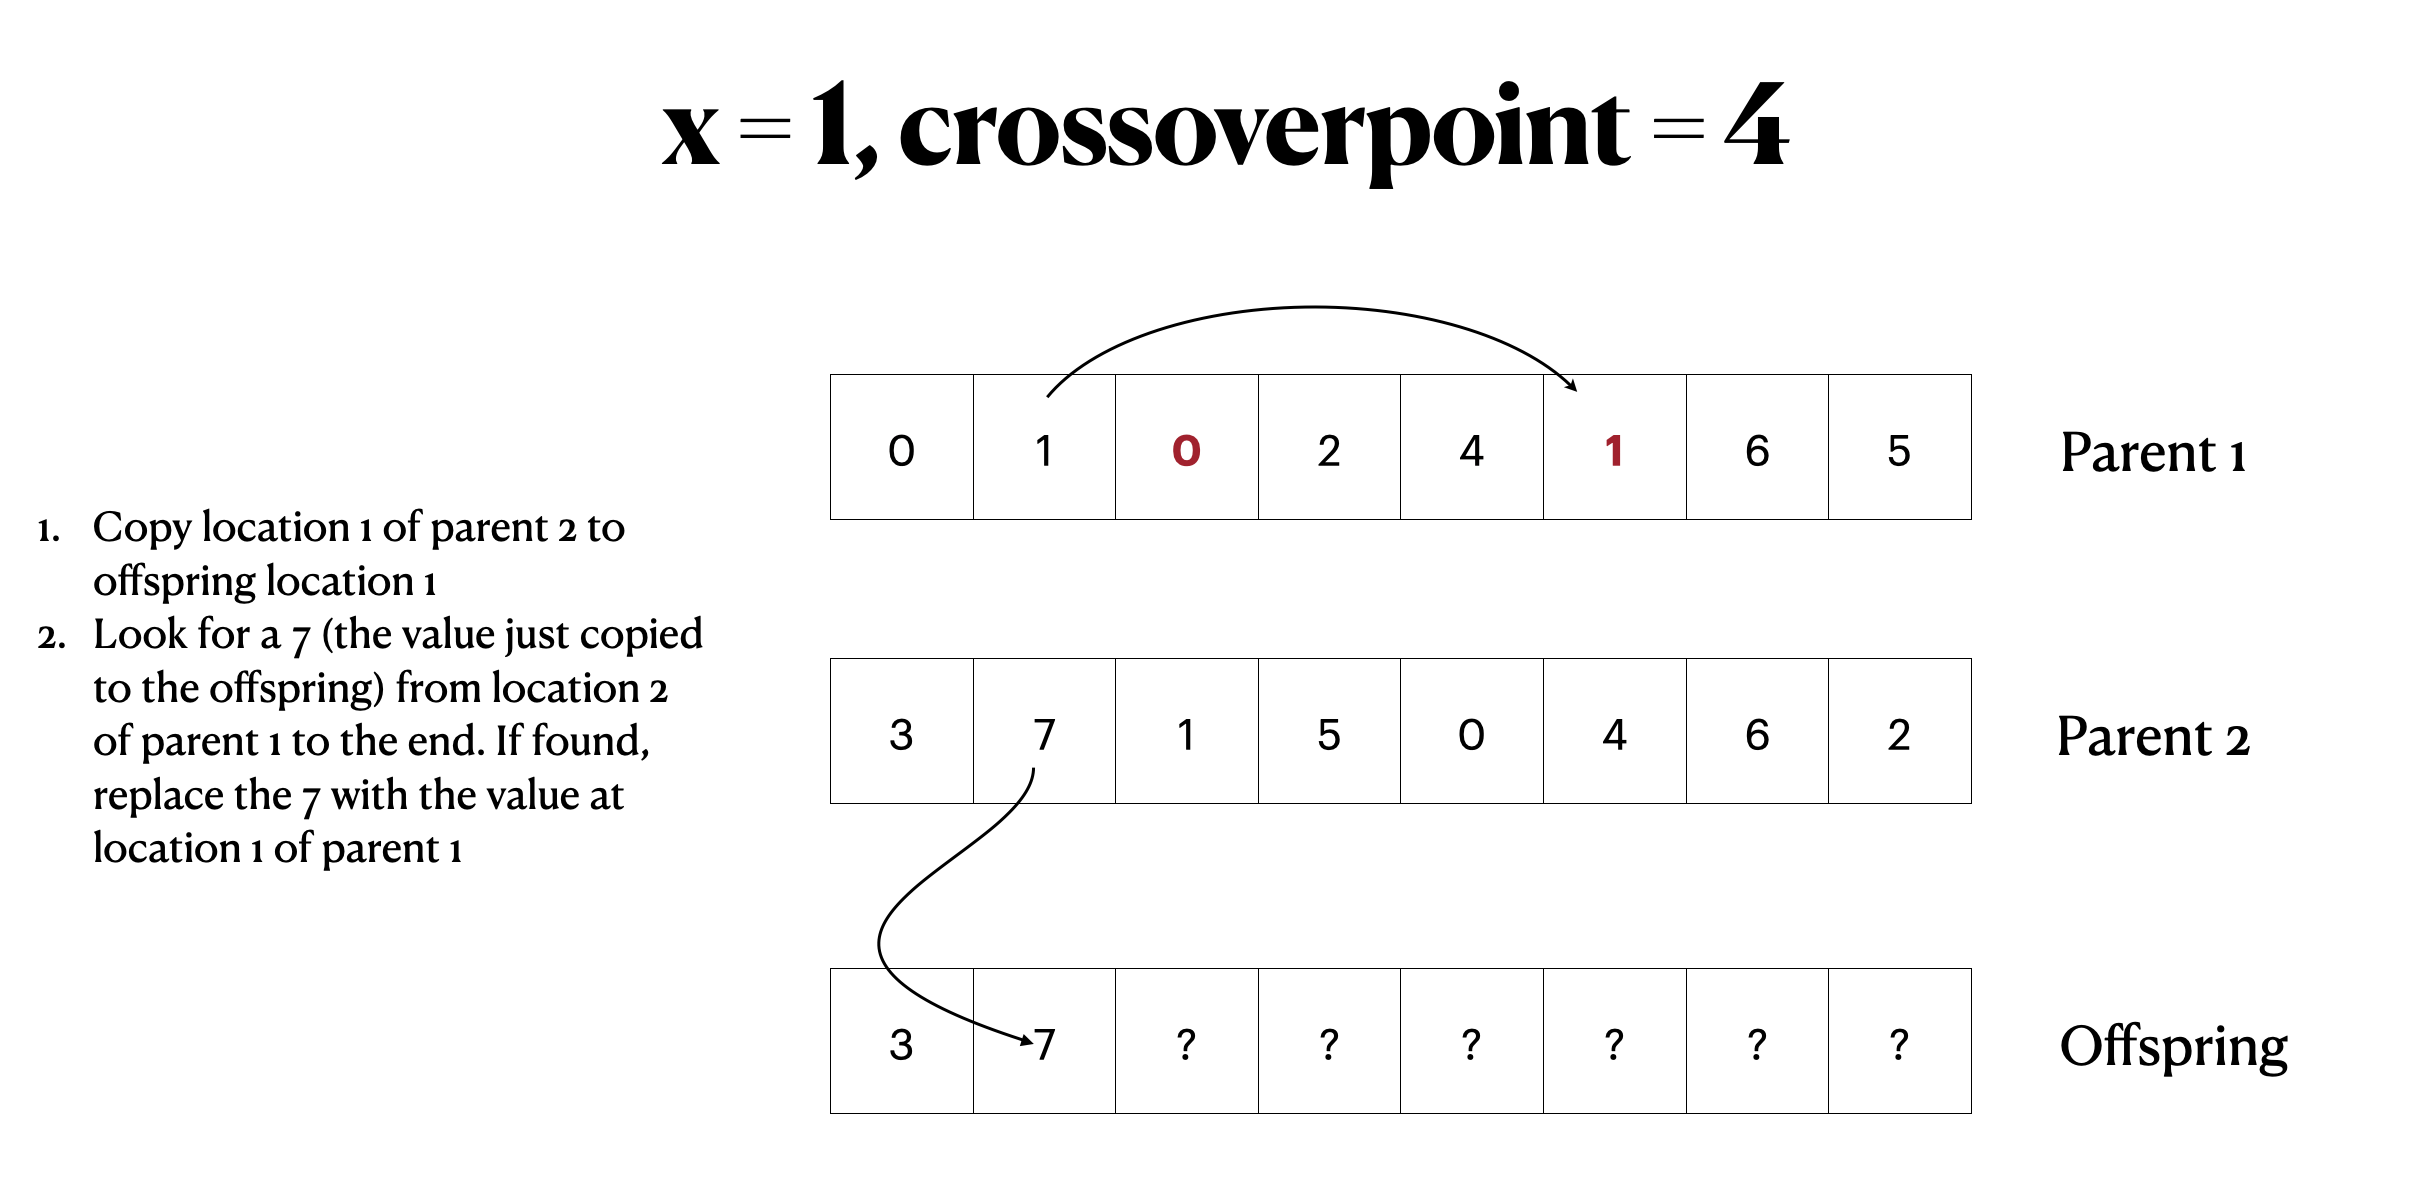 x = 1, crossoverpoint = 4
0 1 0 2 4 1 6 5 Parent 1
1. Copy location 1 of parent 2 to
offspring location 1
2. Look for a 7 (the value just copied
to the offspring) from location 2
of parent 1 to the end. If found,
replace the 7 with the value at
location 1 of parent 1
3 7 1 5 0 4 6 2 Parent 2
3 7 ? ? ? ? ? ? Offspring